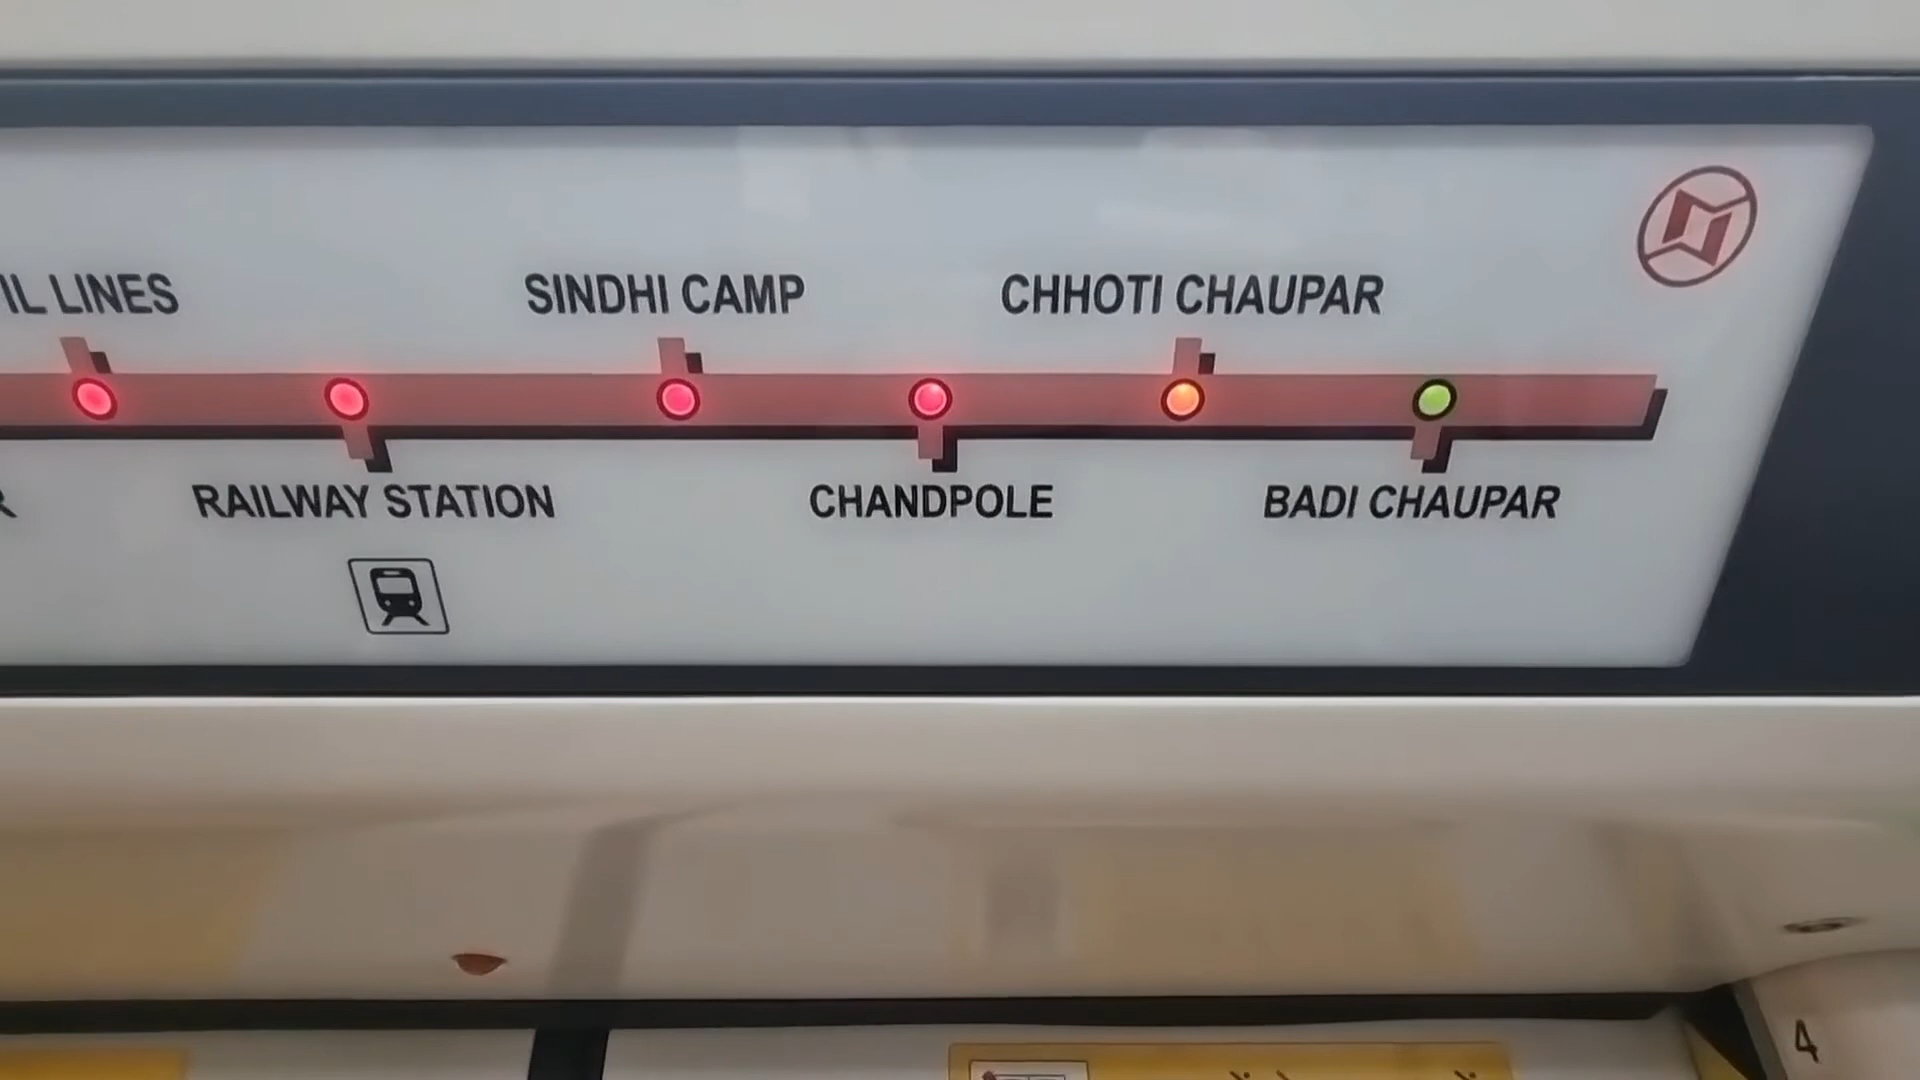 IL LINES
SINDHI CAMP
CHHOTI CHAUPAR
R
RAILWAY STATION
CHANDPOLE
BADI CHAUPAR
4